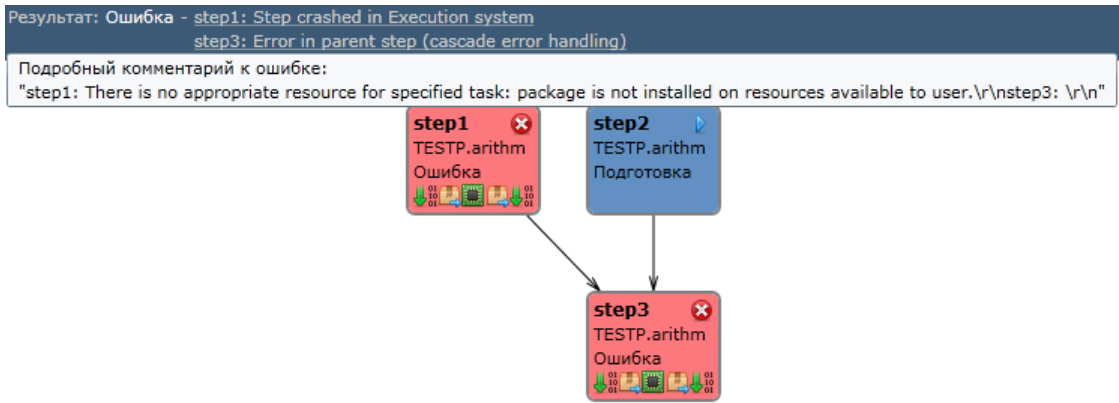 Результат: Ошибка - step1: Step crashed in Execution system
step3: Error in parent step (cascade error handling)
Подробный комментарий к ошибке:
"step1: There is no appropriate resource for specified task: package is not installed on resources available to user.\r\nstep3: \r\n"
step1
TESTP.arithm
Ошибка
step2
TESTP.arithm
Подготовка
step3
TESTP.arithm
Ошибка